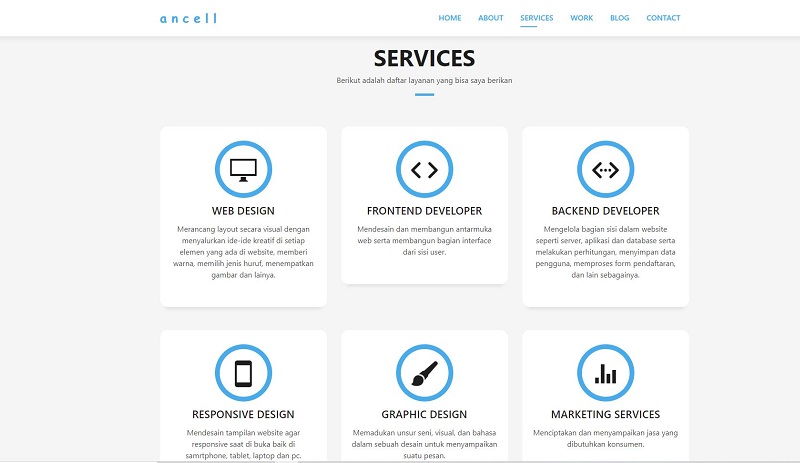 ancell
HOME ABOUT SERVICES WORK BLOG CONTACT
SERVICES
Berikut adalah daftar layanan yang bisa saya berikan
WEB DESIGN
Merancang layout secara visual dengan
menyalurkan ide-ide kreatif di setiap
elemen yang ada di website, memberi
warna, memilih jenis huruf, menempatkan
gambar dan lainya.
FRONTEND DEVELOPER
Mendesain dan membangun antarmuka
web serta membangun bagian interface
dari sisi user.
BACKEND DEVELOPER
Mengelola bagian sisi dalam website
seperti server, aplikasi dan database serta
melakukan perhitungan, menyimpan data
pengguna, memproses form pendaftaran,
dan lain sebagainya.
RESPONSIVE DESIGN
Mendesain tampilan website agar
responsive saat di buka baik di
samrtphone, tablet, laptop dan pc.
GRAPHIC DESIGN
Memadukan unsur seni, visual, dan bahasa
dalam sebuah desain untuk menyampaikan
suatu pesan.
MARKETING SERVICES
Menciptakan dan menyampaikan jasa yang
dibutuhkan konsumen.